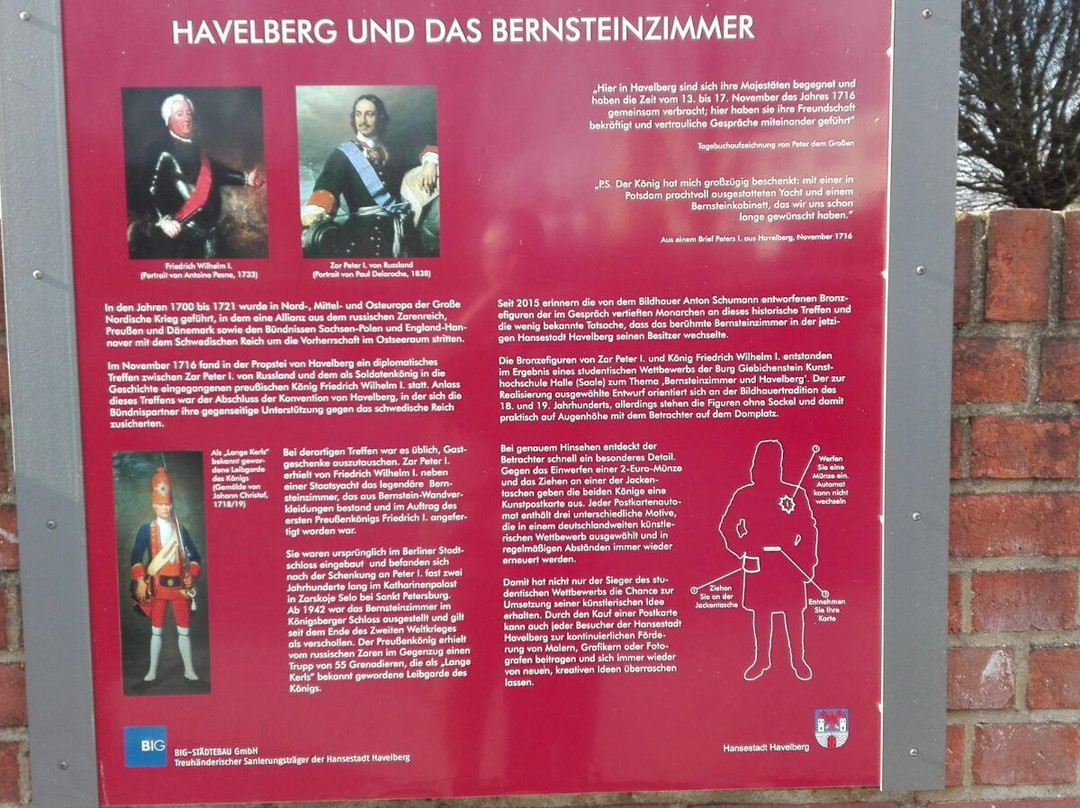 HAVELBERG UND DAS BERNSTEINZIMMER
Friedrich Wilhelm I.
(Portrait von Antoine Pesne, 1733)
Zar Peter I. von Russland
(Portrait von Paul Delaroche, 1838)
„Hier in Havelberg sind sich ihre Majestäten begegnet und
haben die Zeit vom 13. bis 17. November des Jahres 1716
gemeinsam verbracht; hier haben sie ihre Freundschaft
bekräftigt und vertrauliche Gespräche miteinander geführt“
Tagebuchaufzeichnung von Peter dem Großen
„P.S. Der König hat mich großzügig beschenkt: mit einer in
Potsdam prachtvoll ausgestatteten Yacht und einem
Bernsteinkabinett, das wir uns schon
lange gewünscht haben.“
Aus einem Brief Peters I. aus Havelberg, November 1716
In den Jahren 1700 bis 1721 wurde in Nord-, Mittel- und Osteuropa der Große
Nordische Krieg geführt, in dem eine Allianz aus dem russischen Zarenreich,
Preußen und Dänemark sowie den Bündnissen Sachsen-Polen und England-Han-
nover mit dem Schwedischen Reich um die Vorherrschaft im Ostseeraum stritten.
Im November 1716 fand in der Propstei von Havelberg ein diplomatisches
Treffen zwischen Zar Peter I. von Russland und dem als Soldatenkönig in die
Geschichte eingegangenen preußischen König Friedrich Wilhelm I. statt. Anlass
dieses Treffens war der Abschluss der Konvention von Havelberg, in der sich die
Bündnispartner ihre gegenseitige Unterstützung gegen das schwedische Reich
zusicherten.
Als „Lange Kerls“
bekannt gewor-
dene Leibgarde
des Königs
(Gemälde von
Johann Christof,
1718/19)
Bei derartigen Treffen war es üblich, Gast-
geschenke auszutauschen. Zar Peter I.
erhielt von Friedrich Wilhelm I. neben
einer Staatsyacht das legendäre Bern-
steinzimmer, das aus Bernstein-Wandver-
kleidungen bestand und im Auftrag des
ersten Preußenkönigs Friedrich I. angefer-
tigt worden war.
Sie waren ursprünglich im Berliner Stadt-
schloss eingebaut und befanden sich
nach der Schenkung an Peter I. fast zwei
Jahrhunderte lang im Katharinenpalast
in Zarskoje Selo bei Sankt Petersburg.
Ab 1942 war das Bernsteinzimmer im
Königsberger Schloss ausgestellt und gilt
seit dem Ende des Zweiten Weltkrieges
als verschollen. Der Preußenkönig erhielt
vom russischen Zaren im Gegenzug einen
Trupp von 55 Grenadieren, die als „Lange
Kerls“ bekannt gewordene Leibgarde des
Königs.
Seit 2015 erinnern die von dem Bildhauer Anton Schumann entworfenen Bronz-
efiguren der im Gespräch vertieften Monarchen an dieses historische Treffen und
die wenig bekannte Tatsache, dass das berühmte Bernsteinzimmer in der jetzi-
gen Hansestadt Havelberg seinen Besitzer wechselte.
Die Bronzefiguren von Zar Peter I. und König Friedrich Wilhelm I. entstanden
im Ergebnis eines studentischen Wettbewerbs der Burg Giebichenstein Kunst-
hochschule Halle (Saale) zum Thema ‚Bernsteinzimmer und Havelberg‘. Der zur
Realisierung ausgewählte Entwurf orientiert sich an der Bildhauertradition des
18. und 19. Jahrhunderts, allerdings stehen die Figuren ohne Sockel und damit
praktisch auf Augenhöhe mit dem Betrachter auf dem Domplatz.
Bei genauem Hinsehen entdeckt der
Betrachter schnell ein besonderes Detail.
Gegen das Einwerfen einer 2-Euro-Münze
und das Ziehen an einer der Jacken-
taschen geben die beiden Könige eine
Kunstpostkarte aus. Jeder Postkartenauto-
mat enthält drei unterschiedliche Motive,
die in einem deutschlandweiten künstle-
rischen Wettbewerb ausgewählt und in
regelmäßigen Abständen immer wieder
erneuert werden.
Damit hat nicht nur der Sieger des stu-
dentischen Wettbewerbs die Chance zur
Umsetzung seiner künstlerischen Idee
erhalten. Durch den Kauf einer Postkarte
kann auch jeder Besucher der Hansestadt
Havelberg zur kontinuierlichen Förde-
rung von Malern, Grafikern oder Foto-
grafen beitragen und sich immer wieder
von neuen, kreativen Ideen überraschen
lassen.
1
Werfen
Sie eine
Münze ein.
Automat
kann nicht
wechseln
2
Ziehen
Sie an der
Jackentasche
3
Entnehmen
Sie Ihre
Karte
BIG
BIG-STÄDTEBAU GmbH
Treuhänderischer Sanierungsträger der Hansestadt Havelberg
Hansestadt Havelberg